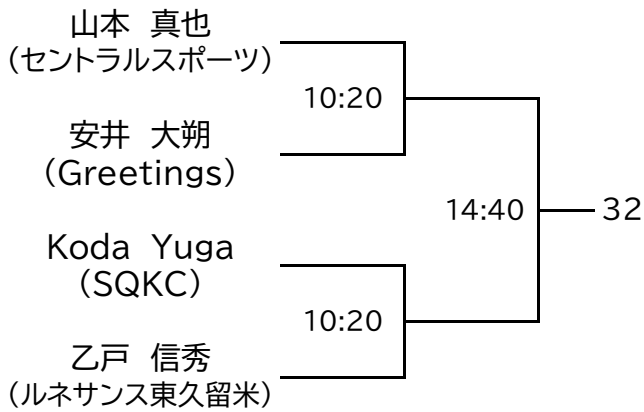 山本 真也
(セントラルスポーツ)
10:20
安井 大朔
(Greetings)
14:40
32
Koda Yuga
(SQKC)
10:20
乙戸 信秀
(ルネサンス東久留米)